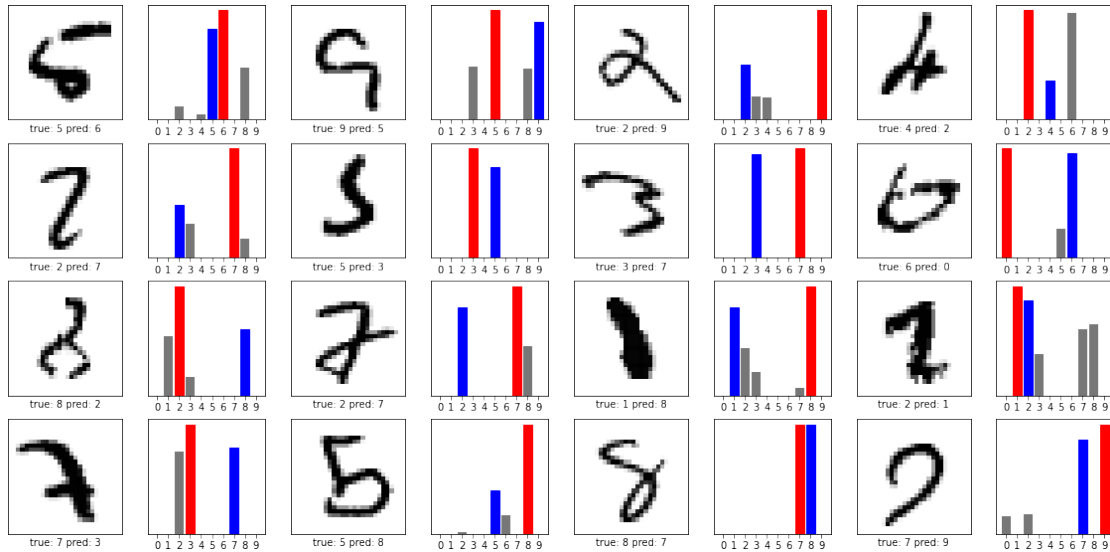 true: 5 pred: 6
0 1 2 3 4 5 6 7 8 9
true: 9 pred: 5
0 1 2 3 4 5 6 7 8 9
true: 2 pred: 9
0 1 2 3 4 5 6 7 8 9
true: 4 pred: 2
0 1 2 3 4 5 6 7 8 9
true: 2 pred: 7
0 1 2 3 4 5 6 7 8 9
true: 5 pred: 3
0 1 2 3 4 5 6 7 8 9
true: 3 pred: 7
0 1 2 3 4 5 6 7 8 9
true: 6 pred: 0
0 1 2 3 4 5 6 7 8 9
true: 8 pred: 2
0 1 2 3 4 5 6 7 8 9
true: 2 pred: 7
0 1 2 3 4 5 6 7 8 9
true: 1 pred: 8
0 1 2 3 4 5 6 7 8 9
true: 2 pred: 1
0 1 2 3 4 5 6 7 8 9
true: 7 pred: 3
0 1 2 3 4 5 6 7 8 9
true: 5 pred: 8
0 1 2 3 4 5 6 7 8 9
true: 8 pred: 7
0 1 2 3 4 5 6 7 8 9
true: 7 pred: 9
0 1 2 3 4 5 6 7 8 9